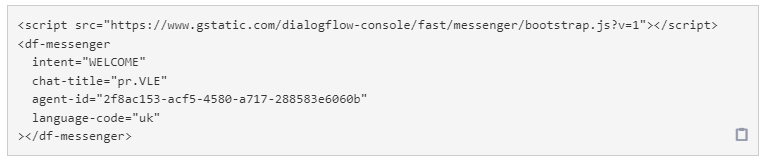 <script src="https://www.gstatic.com/dialogflow-console/fast/messenger/bootstrap.js?v=1"></script>
<df-messenger
intent="WELCOME"
chat-title="pr.VLE"
agent-id="2f8ac153-acf5-4580-a717-288583e6060b"
language-code="uk"
></df-messenger>